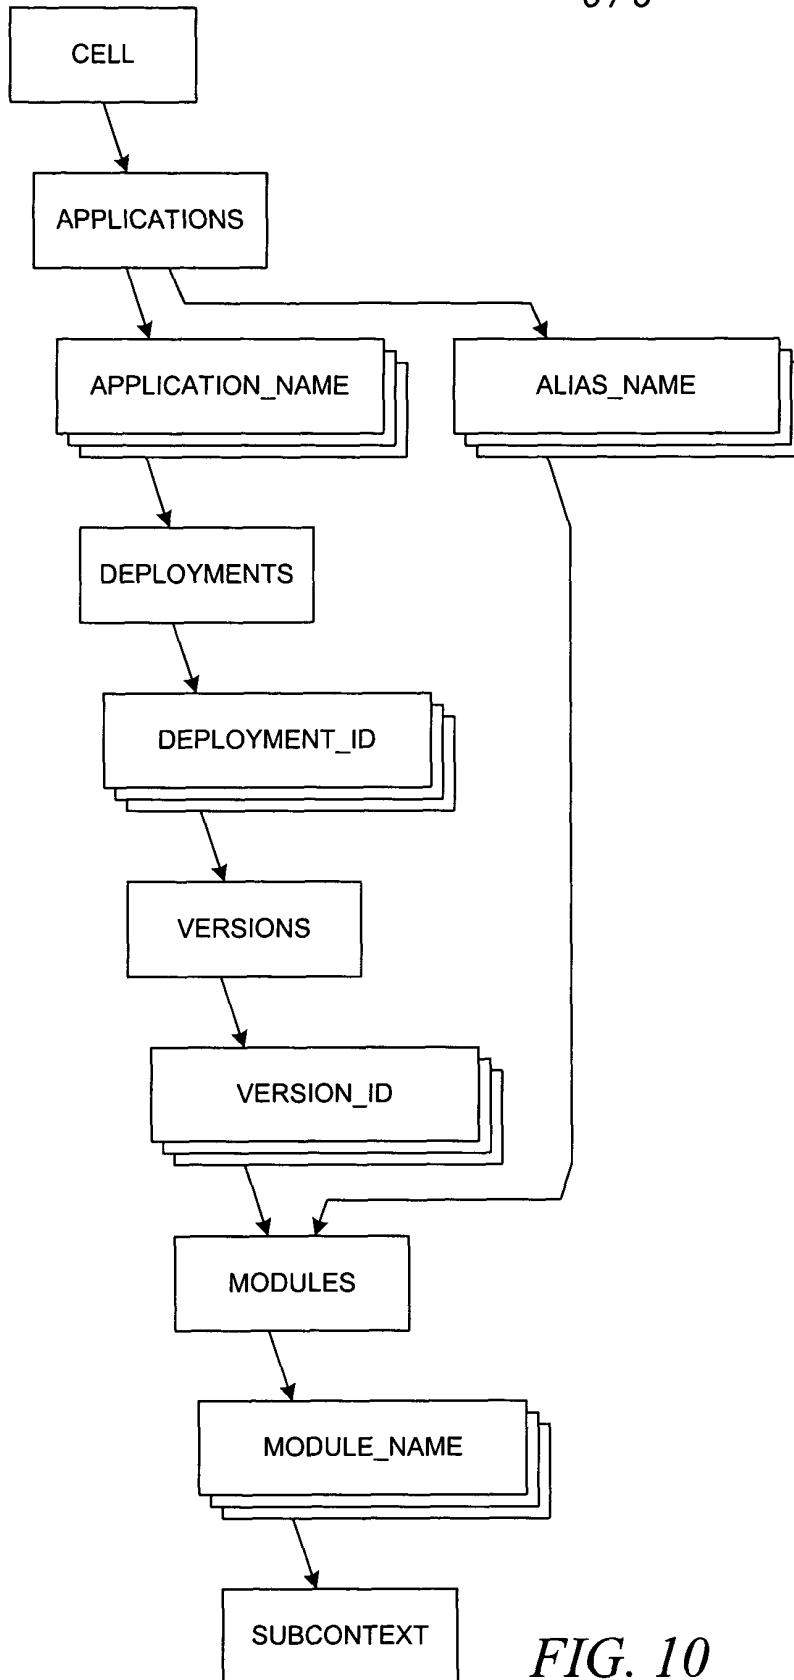 CELL
APPLICATIONS
APPLICATION_NAME
ALIAS_NAME
DEPLOYMENTS
DEPLOYMENT_ID
VERSIONS
VERSION_ID
MODULES
MODULE_NAME
SUBCONTEXT
FIG. 10